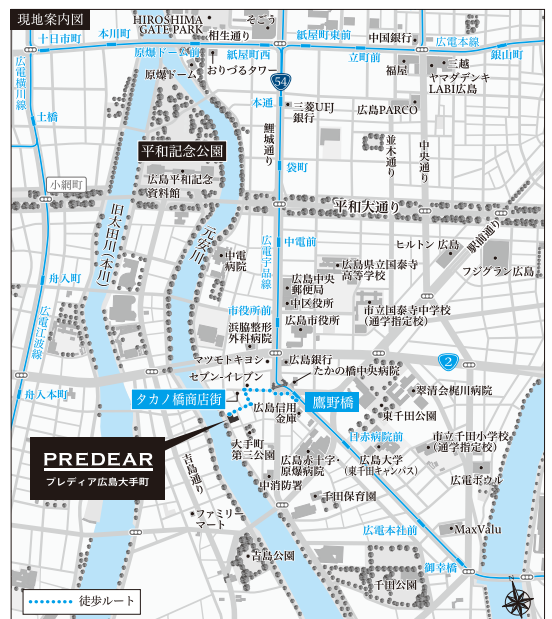 現地案内図
HIROSHIMA
GATE PARK
そごう
本川町
十日市町
原爆ドーム前
相生通り
紙屋町東前
中国銀行
広電本線
紙屋町西
立町前
銀山町
原爆ドーム
おりづるタワー
54
福屋
三越
ヤマダデンキ
LABI広島
広電横川線
土橋
本通
三菱UFJ
銀行
広島PARCO
鯉城通り
並木通り
中央通り
平和記念公園
袋町
広島平和記念
資料館
小網町
平和大通り
旧太田川(本川)
元安川
広電宇品線
中電前
ヒルトン広島
駅前通り
中電
病院
フジグラン広島
広島県立国泰寺
高等学校
舟入町
広島中央
郵便局
中区役所
広電江波線
市役所前
広島市役所
市立国泰寺中学校
(通学指定校)
浜脇整形
外科病院
マツモトキヨシ
広島銀行
2
たかの橋中央病院
セブン-イレブン
舟入本町
タカノ橋商店街
広島信用
金庫
鷹野橋
翠清会梶川病院
東千田公園
PREDEAR
プレディア広島大手町
大手町
第三公園
日赤病院前
市立千田小学校
(通学指定校)
吉島通り
広島赤十字・
原爆病院
広島大学
(東千田キャンパス)
中消防署
広電ボウル
千田保育園
ファミリー
マート
広電本社前
MaxValu
吉島公園
御幸橋
千田公園
徒歩ルート